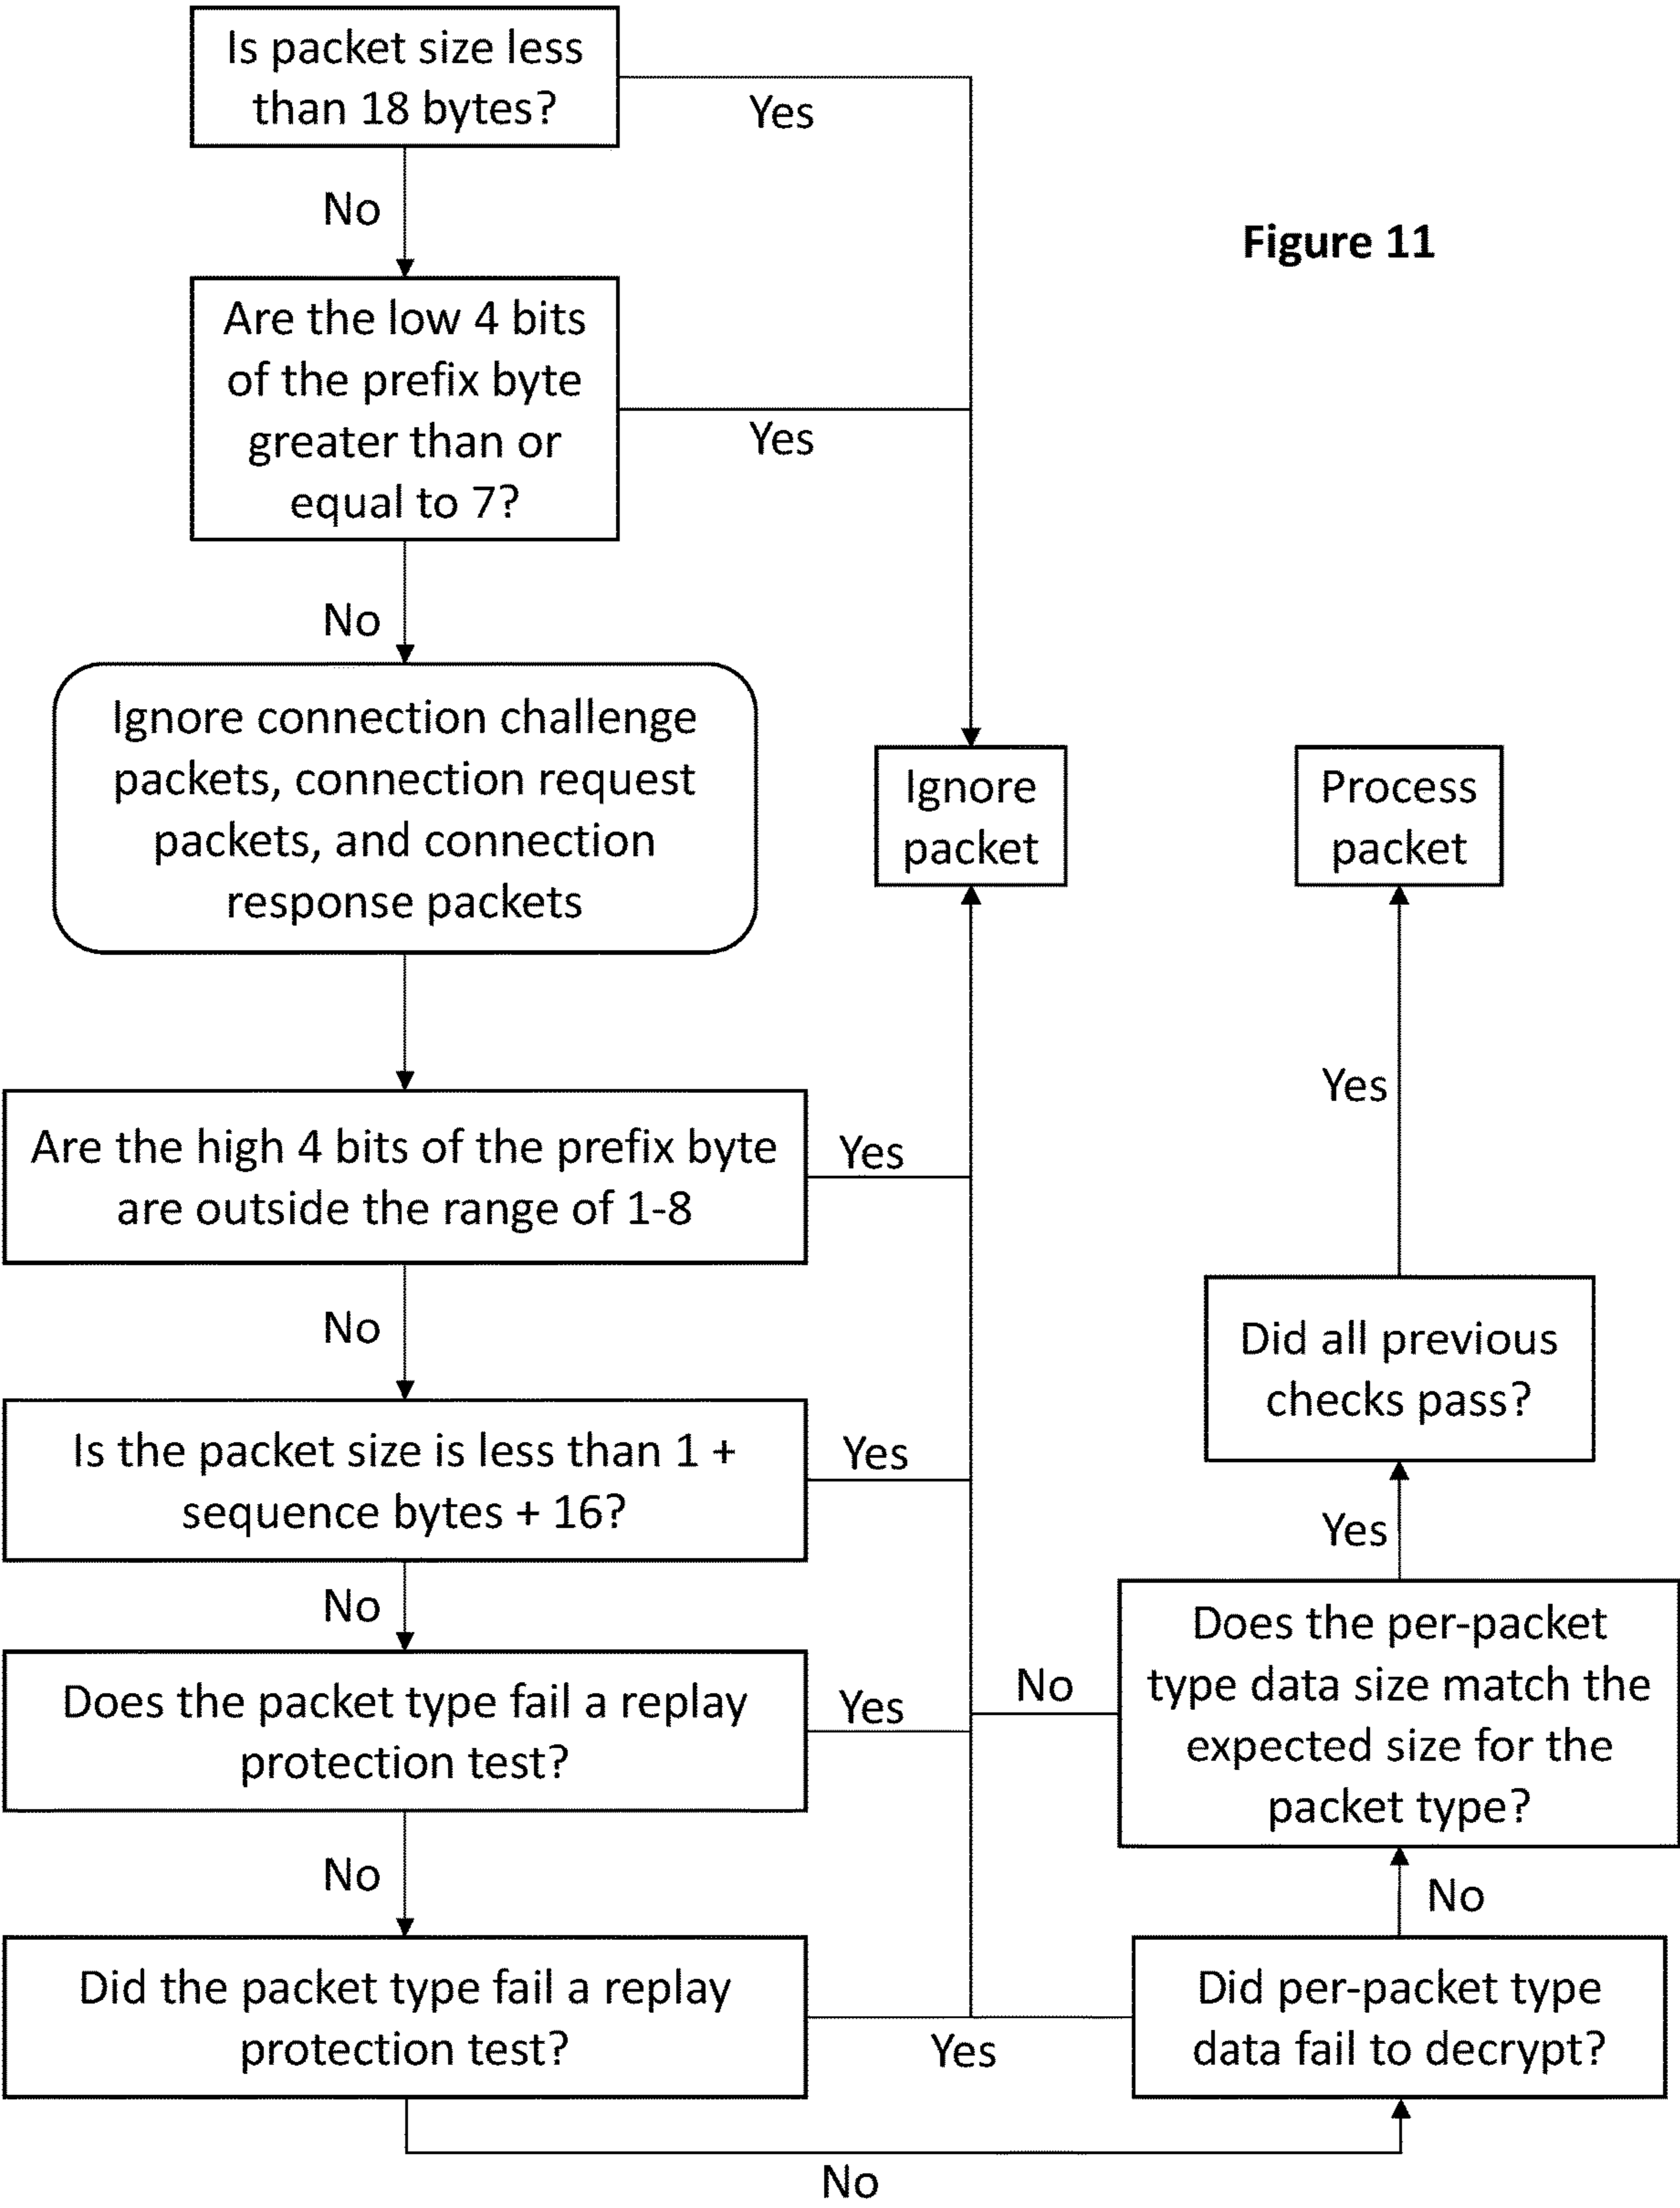 Is packet size less
than 18 bytes?
Yes
No
Figure 11
Are the low 4 bits
of the prefix byte
greater than or
equal to 7?
Yes
No
Ignore connection challenge
packets, connection request
packets, and connection
response packets
Ignore
packet
Process
packet
Yes
Are the high 4 bits of the prefix byte
are outside the range of 1-8
Yes
No
Did all previous
checks pass?
Is the packet size is less than 1 +
sequence bytes + 16?
Yes
Yes
No
Does the per-packet
type data size match the
expected size for the
packet type?
No
Does the packet type fail a replay
protection test?
Yes
No
No
Did the packet type fail a replay
protection test?
Yes
Did per-packet type
data fail to decrypt?
No